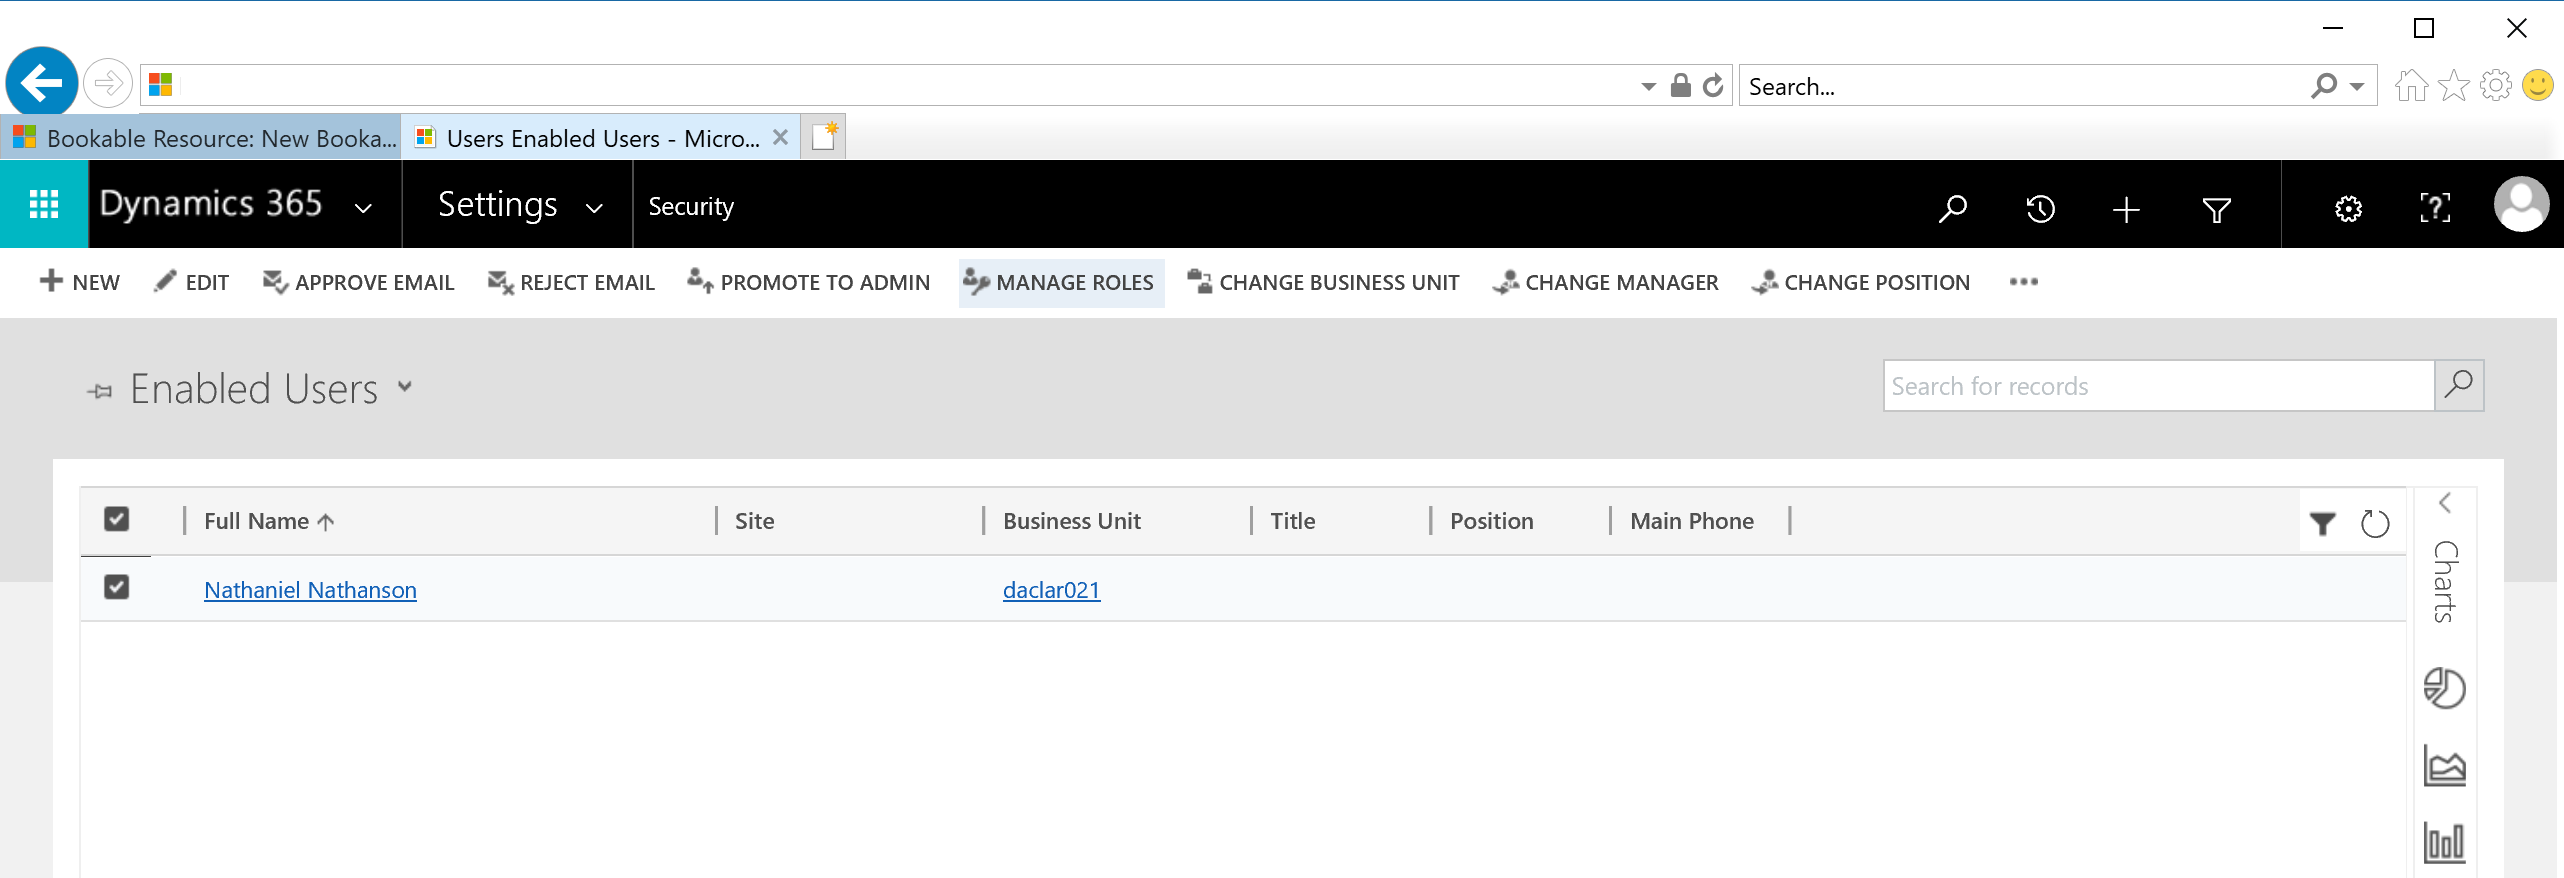 Search...
Bookable Resource: New Booka...
Users Enabled Users - Micro...
Dynamics 365
Settings
Security
NEW
EDIT
APPROVE EMAIL
REJECT EMAIL
PROMOTE TO ADMIN
MANAGE ROLES
CHANGE BUSINESS UNIT
CHANGE MANAGER
CHANGE POSITION
Enabled Users
Search for records
Full Name
Site
Business Unit
Title
Position
Main Phone
Nathaniel Nathanson
daclar021
Charts